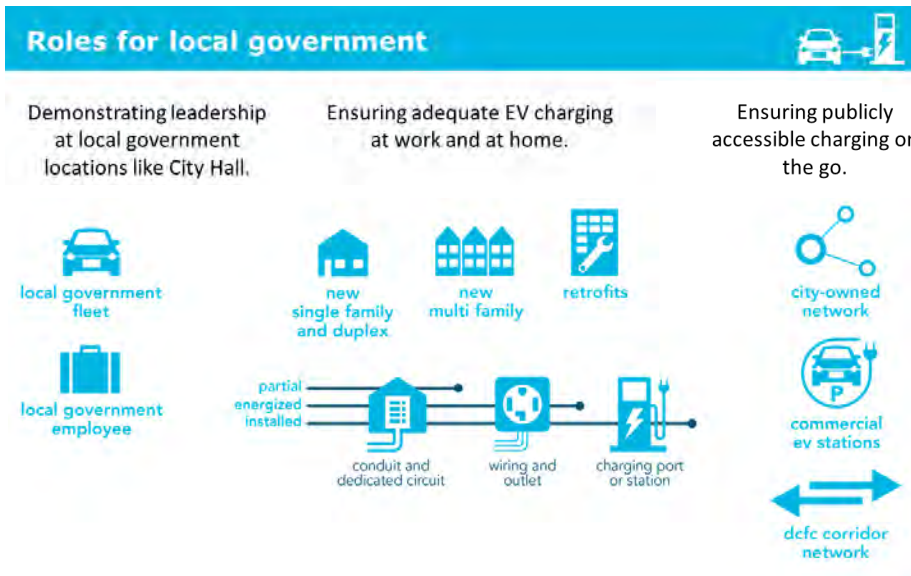 Roles for local government
Demonstrating leadership
at local government
locations like City Hall.
Ensuring adequate EV charging
at work and at home.
Ensuring publicly
accessible charging
the go.
local government
fleet
local government
employee
new
single family
and duplex
new
multi family
retrofits
partial
energized
installed
conduit and
dedicated circuit
wiring and
outlet
charging port
or station
city-owned
network
P
commercial
ev stations
dcfc corridor
network